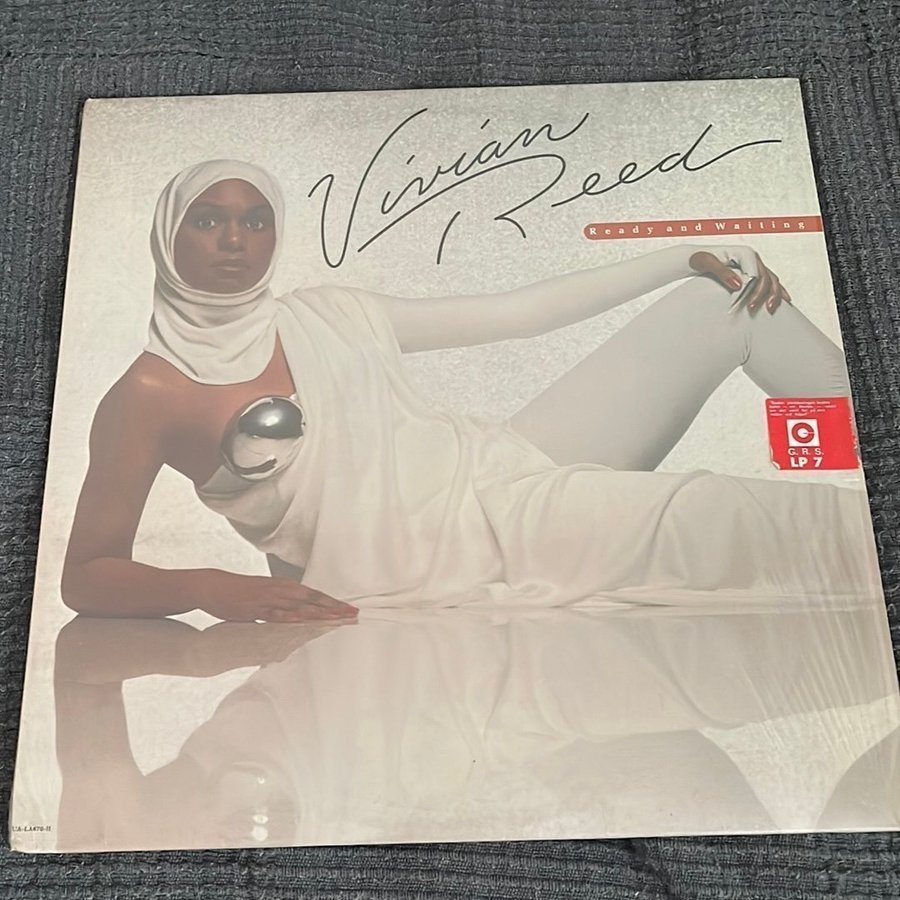 Vivian
Reed
Ready and Waiting
G. R. S.
LP 7